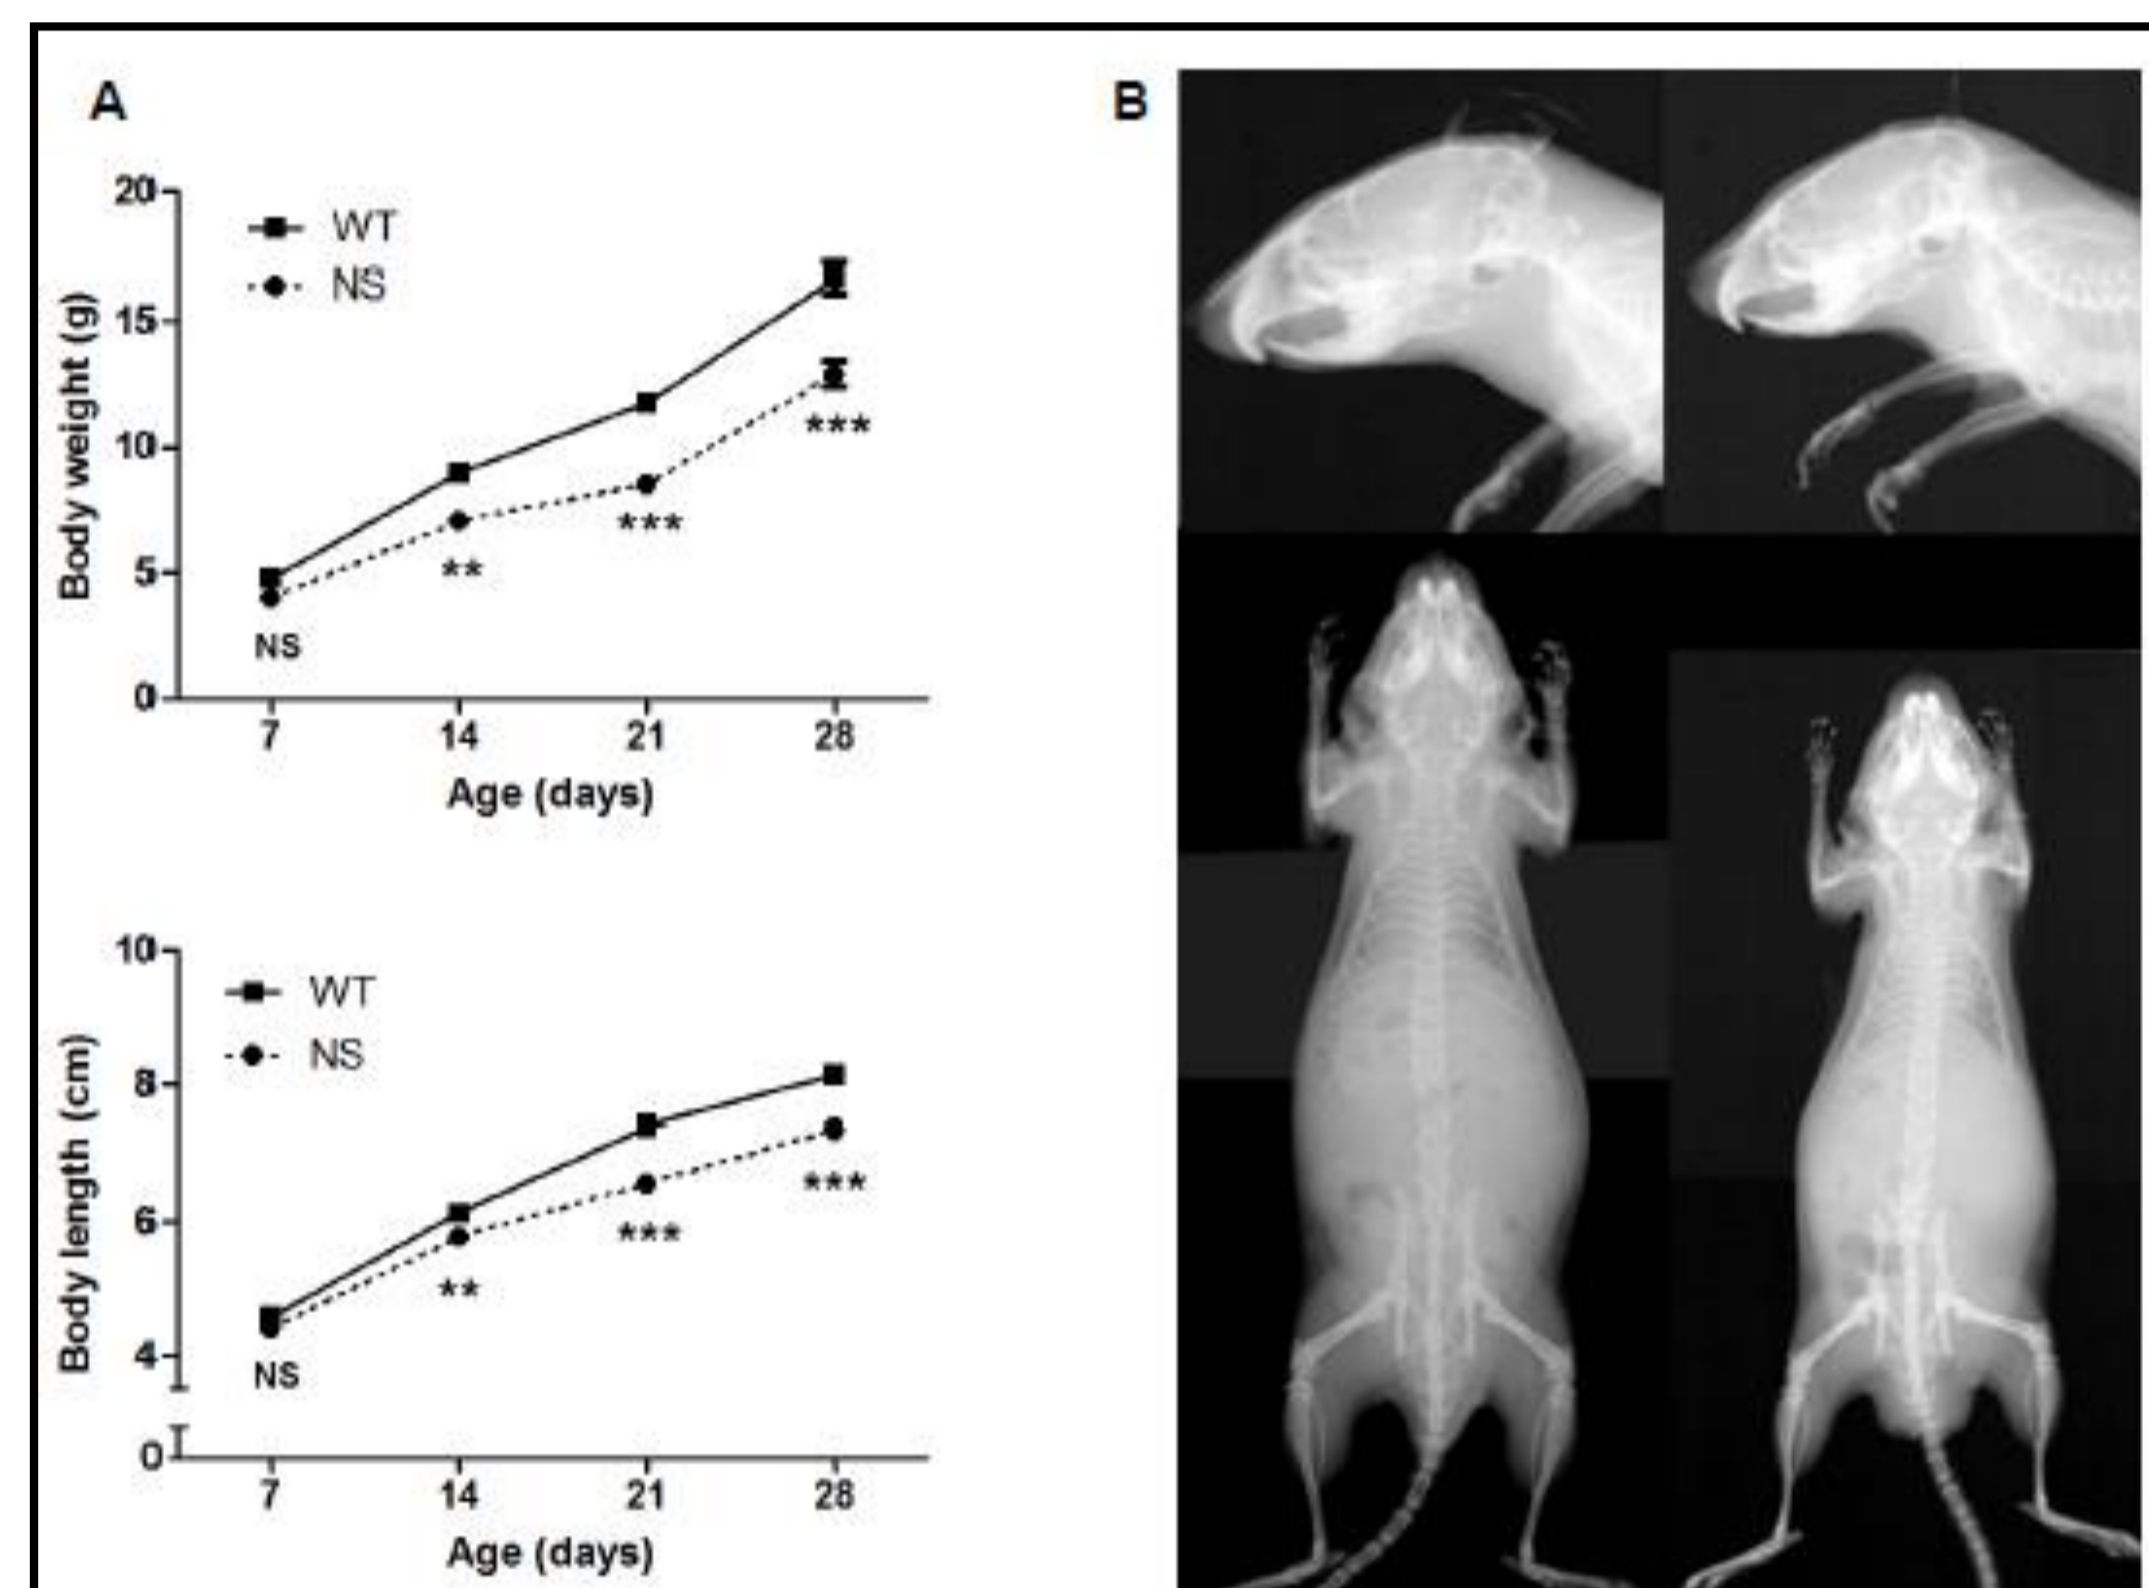 A
B
20
WT
NS
15
10
5
0
Body weight (g)
***
***
**
NS
7 14 21 28
Age (days)
10
WT
NS
8
6
4
0
Body length (cm)
***
***
**
NS
7 14 21 28
Age (days)